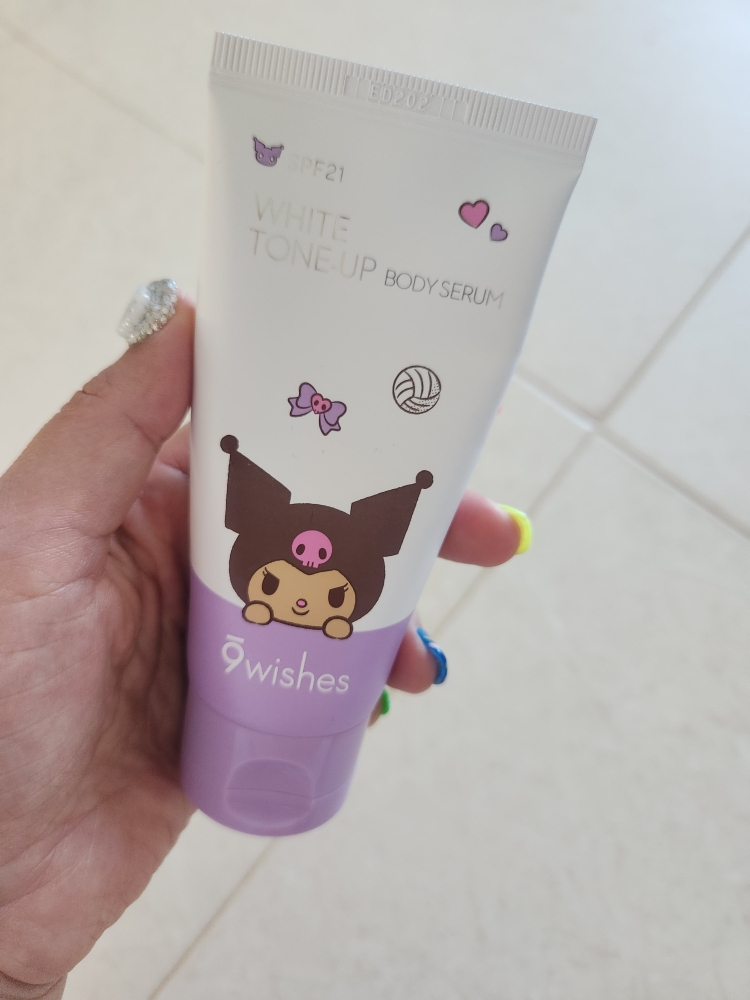 SPF21
WHITE
TONE-UP BODY SERUM
9wishes